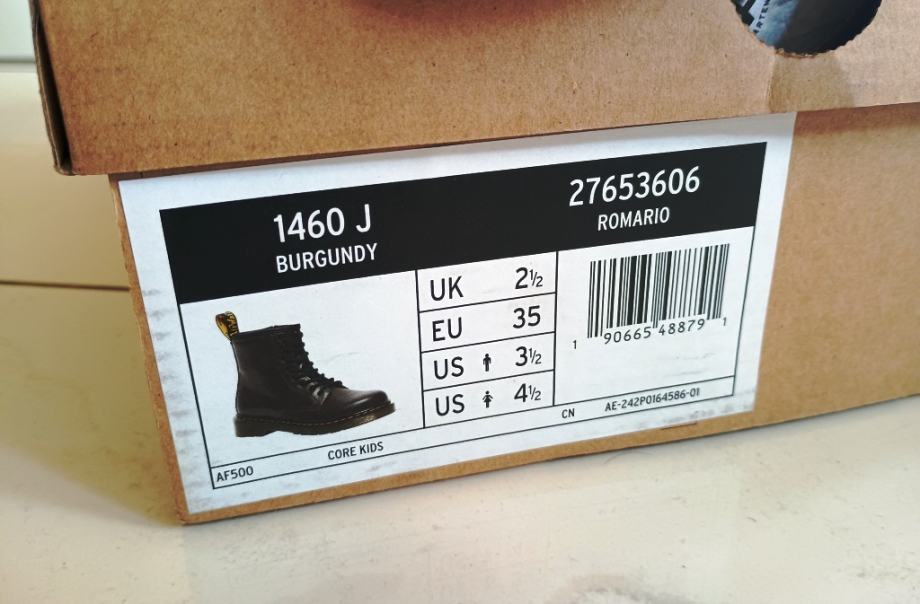 1460 J
BURGUNDY
27653606
ROMARIO
UK 2½
EU 35
US 3½
US 4½
1 90665 48879 1
AF500
CORE KIDS
CN
AE-242P0164586-01